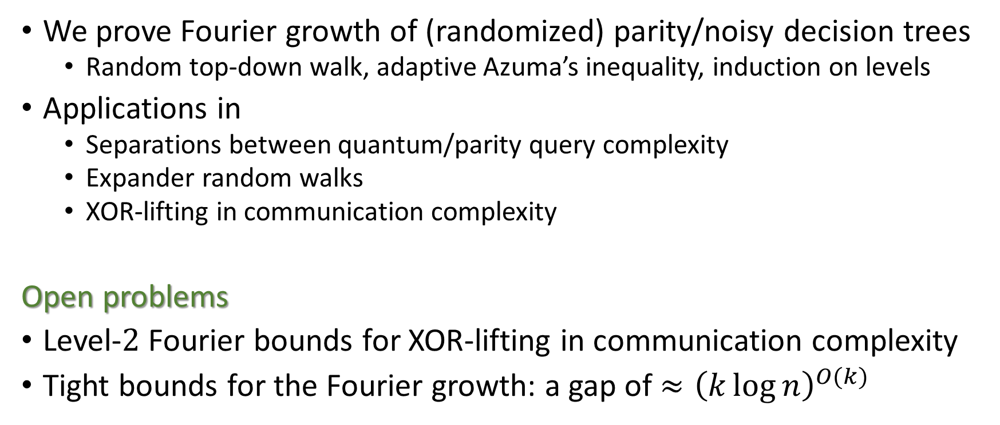 • We prove Fourier growth of (randomized) parity/noisy decision trees
• Random top-down walk, adaptive Azuma’s inequality, induction on levels
• Applications in
• Separations between quantum/parity query complexity
• Expander random walks
• XOR-lifting in communication complexity
Open problems
• Level-2 Fourier bounds for XOR-lifting in communication complexity
• Tight bounds for the Fourier growth: a gap of ≈ (k log n)^{O(k)}